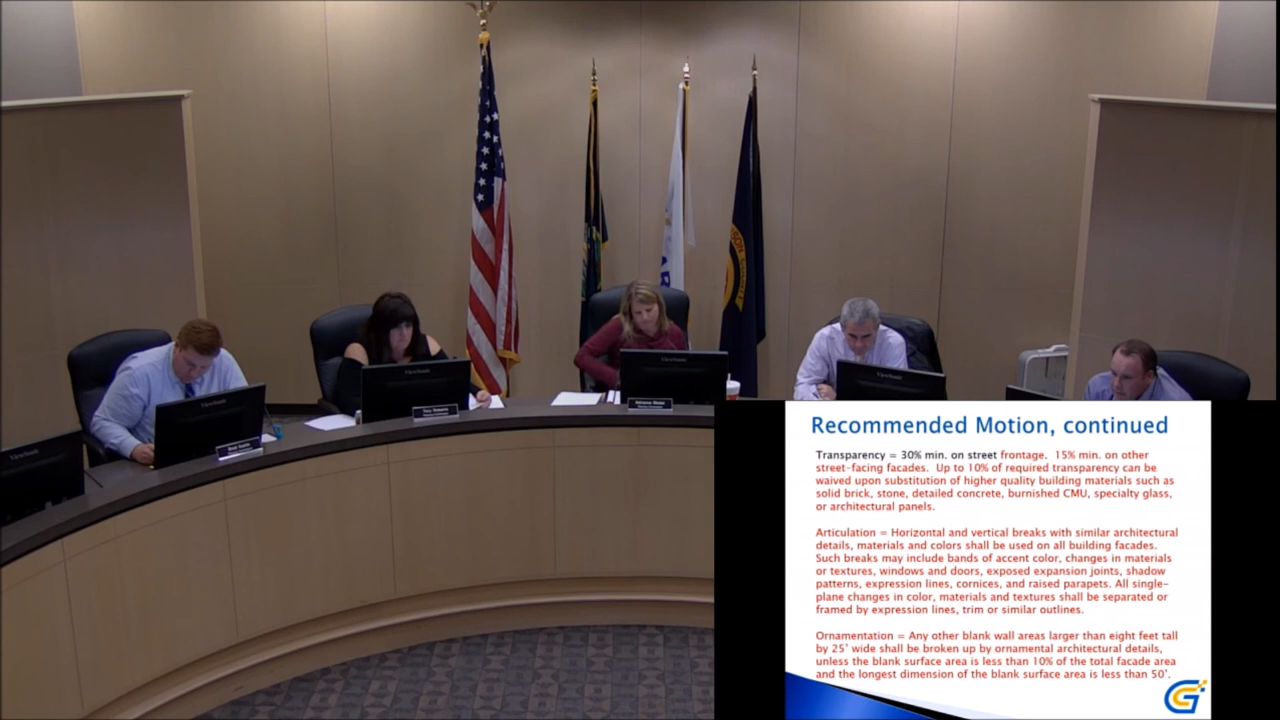 ViewSonic
ViewSonic
ViewSonic
ViewSonic
Recommended Motion, continued
Transparency = 30% min. on street frontage. 15% min. on other
street-facing facades. Up to 10% of required transparency can be
waived upon substitution of higher quality building materials such as
solid brick, stone, detailed concrete, burnished CMU, specialty glass,
or architectural panels.
Articulation = Horizontal and vertical breaks with similar architectural
details, materials and colors shall be used on all building facades.
Such breaks may include bands of accent color, changes in materials
or textures, windows and doors, exposed expansion joints, shadow
patterns, expression lines, cornices, and raised parapets. All single-
plane changes in color, materials and textures shall be separated or
framed by expression lines, trim or similar outlines.
Ornamentation = Any other blank wall areas larger than eight feet tall
by 25' wide shall be broken up by ornamental architectural details,
unless the blank surface area is less than 10% of the total facade area
and the longest dimension of the blank surface area is less than 50'.
G